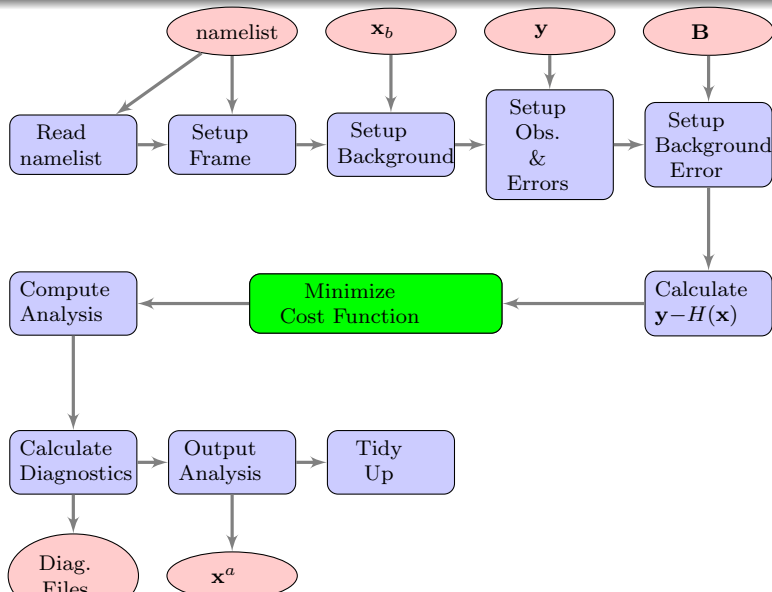 namelist
x_b
y
B
Read
namelist
Setup
Frame
Setup
Background
Setup
Obs.
&
Errors
Setup
Background
Error
Compute
Analysis
Minimize
Cost Function
Calculate
y−H(x)
Calculate
Diagnostics
Output
Analysis
Tidy
Up
Diag.
Files
x^a